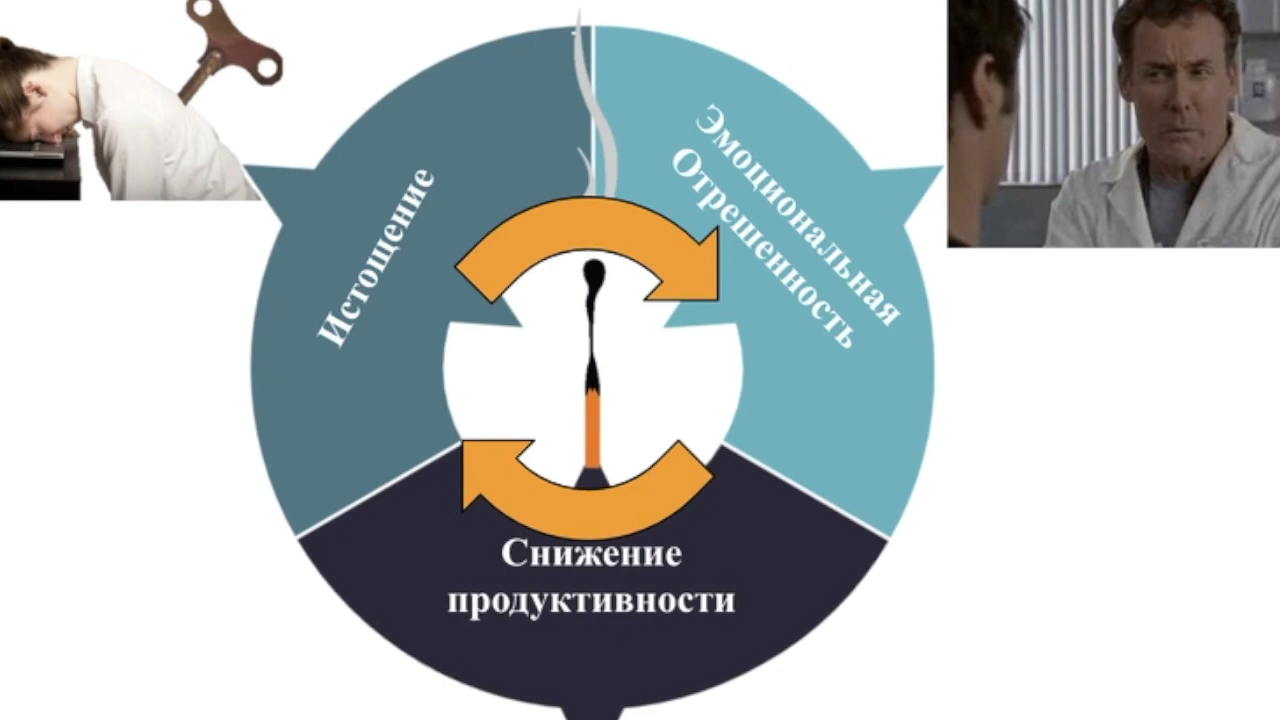 Истощение
Эмоциональная
Отрешенность
Снижение
продуктивности